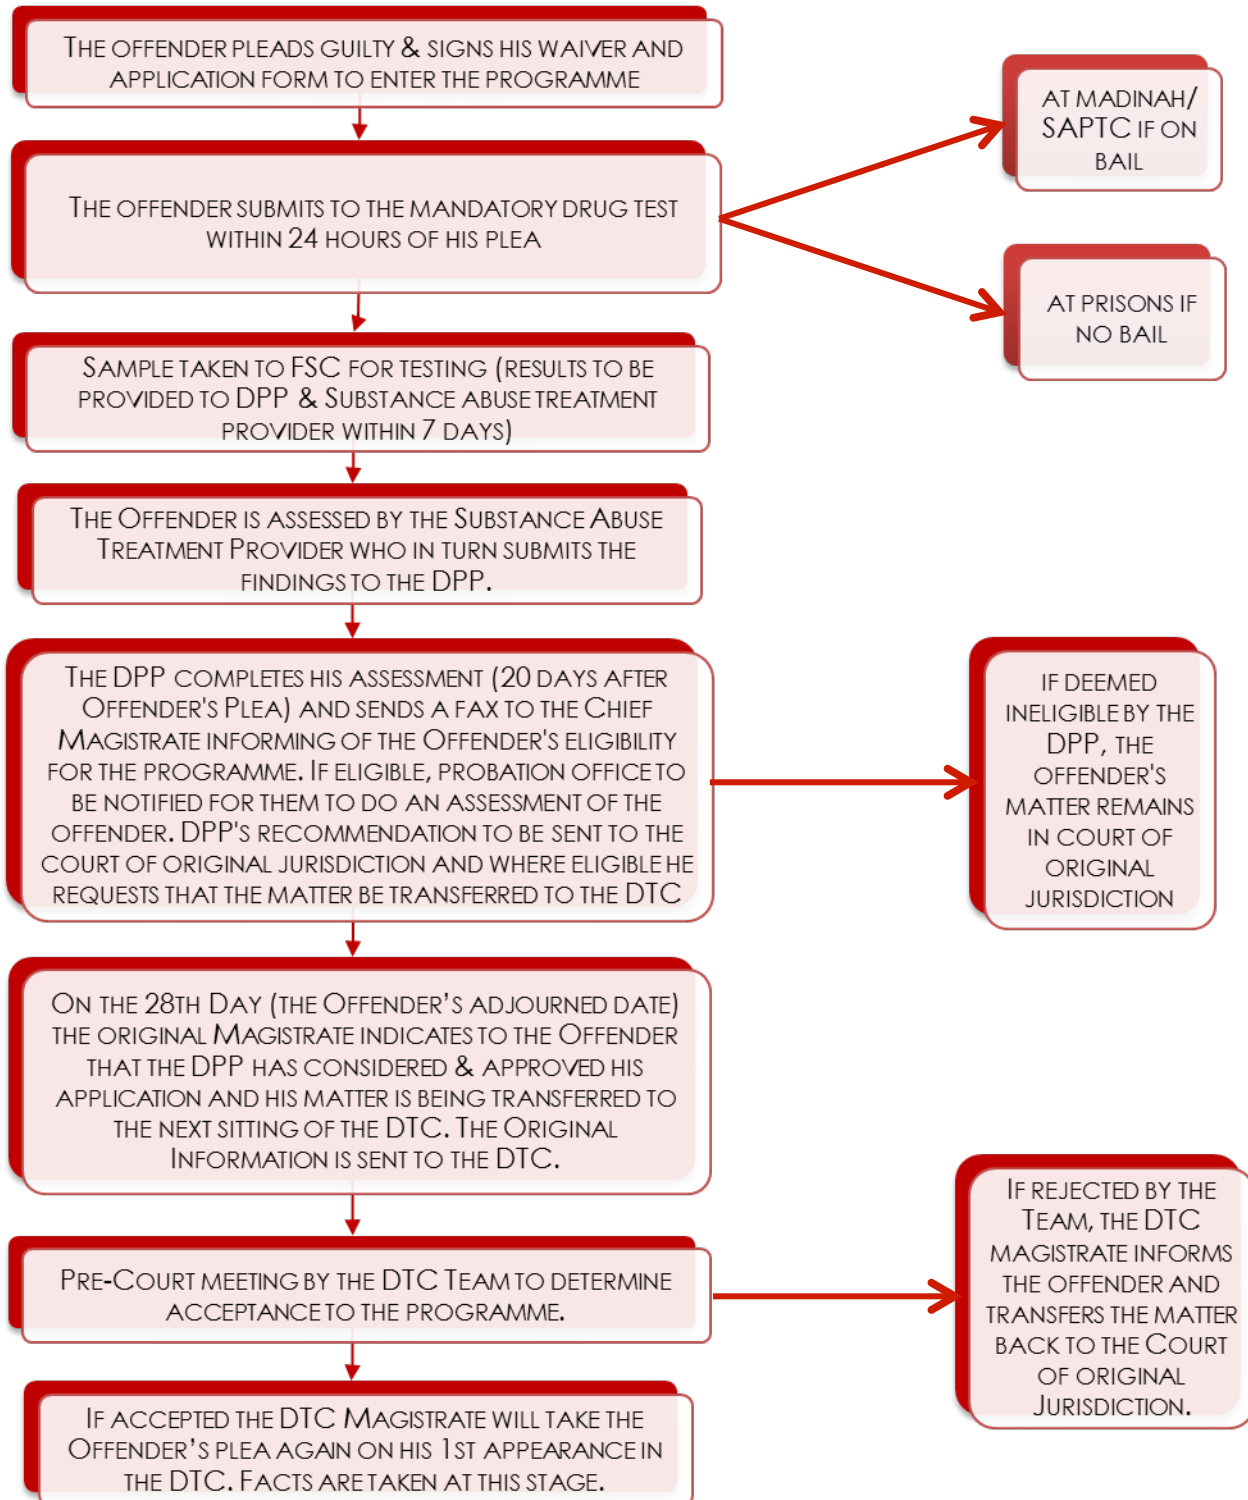 THE OFFENDER PLEADS GUILTY & SIGNS HIS WAIVER AND
APPLICATION FORM TO ENTER THE PROGRAMME
AT MADINAH/
SAPTC IF ON
BAIL
THE OFFENDER SUBMITS TO THE MANDATORY DRUG TEST
WITHIN 24 HOURS OF HIS PLEA
AT PRISONS IF
NO BAIL
SAMPLE TAKEN TO FSC FOR TESTING (RESULTS TO BE
PROVIDED TO DPP & SUBSTANCE ABUSE TREATMENT
PROVIDER WITHIN 7 DAYS)
THE OFFENDER IS ASSESSED BY THE SUBSTANCE ABUSE
TREATMENT PROVIDER WHO IN TURN SUBMITS THE
FINDINGS TO THE DPP.
THE DPP COMPLETES HIS ASSESSMENT (20 DAYS AFTER
OFFENDER'S PLEA) AND SENDS A FAX TO THE CHIEF
MAGISTRATE INFORMING OF THE OFFENDER'S ELIGIBILITY
FOR THE PROGRAMME. IF ELIGIBLE, PROBATION OFFICE TO
BE NOTIFIED FOR THEM TO DO AN ASSESSMENT OF THE
OFFENDER. DPP'S RECOMMENDATION TO BE SENT TO THE
COURT OF ORIGINAL JURISDICTION AND WHERE ELIGIBLE HE
REQUESTS THAT THE MATTER BE TRANSFERRED TO THE DTC
IF DEEMED
INELIGIBLE BY THE
DPP, THE
OFFENDER'S
MATTER REMAINS
IN COURT OF
ORIGINAL
JURISDICTION
ON THE 28TH DAY (THE OFFENDER’S ADJOURNED DATE)
THE ORIGINAL MAGISTRATE INDICATES TO THE OFFENDER
THAT THE DPP HAS CONSIDERED & APPROVED HIS
APPLICATION AND HIS MATTER IS BEING TRANSFERRED TO
THE NEXT SITTING OF THE DTC. THE ORIGINAL
INFORMATION IS SENT TO THE DTC.
PRE-COURT MEETING BY THE DTC TEAM TO DETERMINE
ACCEPTANCE TO THE PROGRAMME.
IF REJECTED BY THE
TEAM, THE DTC
MAGISTRATE INFORMS
THE OFFENDER AND
TRANSFERS THE MATTER
BACK TO THE COURT
OF ORIGINAL
JURISDICTION.
IF ACCEPTED THE DTC MAGISTRATE WILL TAKE THE
OFFENDER’S PLEA AGAIN ON HIS 1ST APPEARANCE IN
THE DTC. FACTS ARE TAKEN AT THIS STAGE.